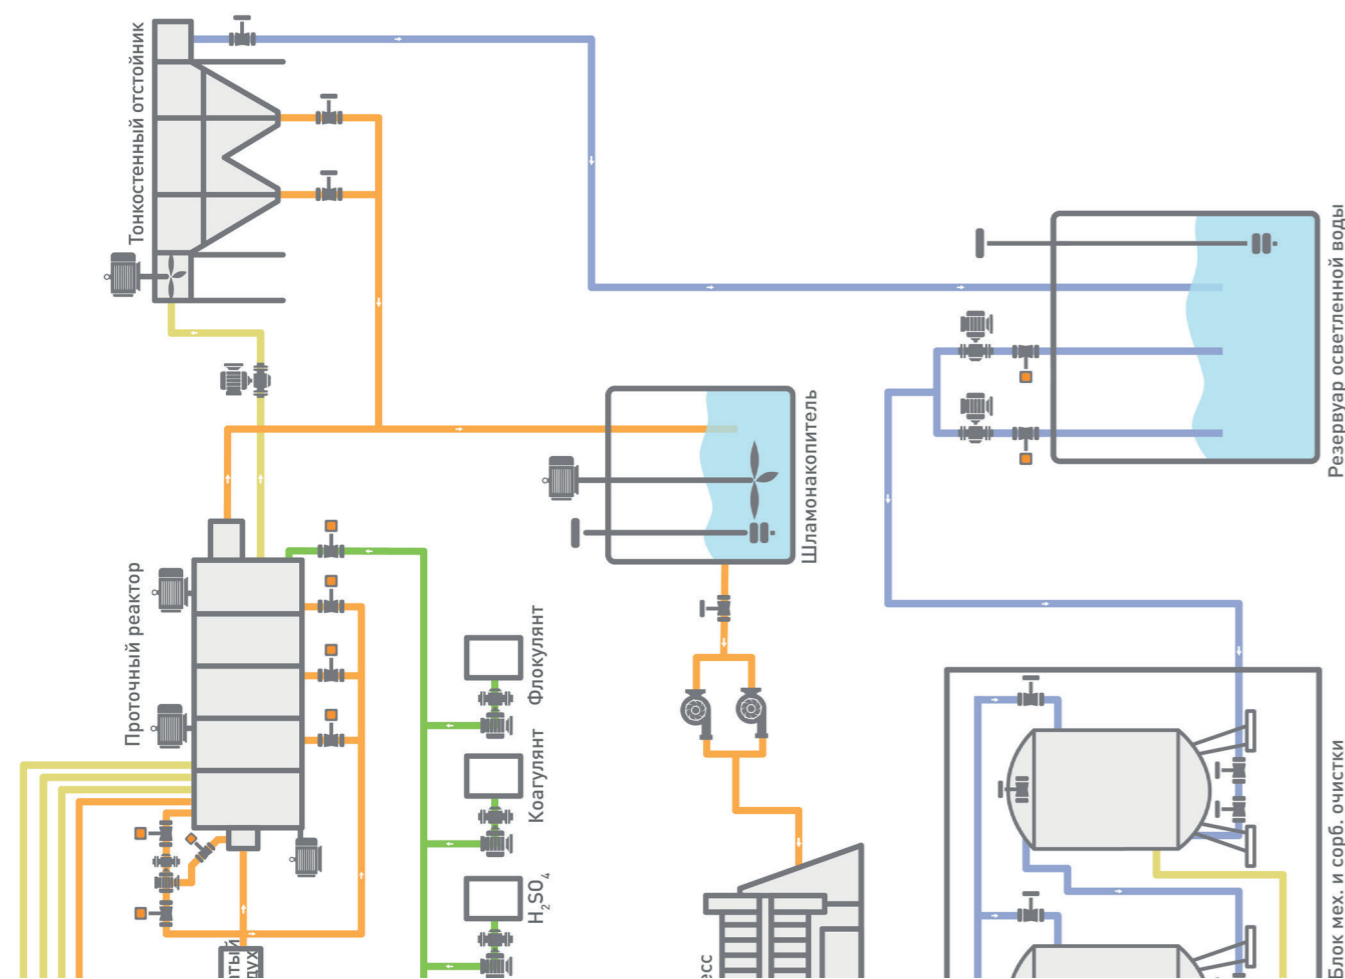 Тонкостенный отстойник
Резервуар осветленной воды
Шламонакопитель
Проточный реактор
Флокулянт
Коагулянт
H₂SO₄
Блок мех. и сорб. очистки